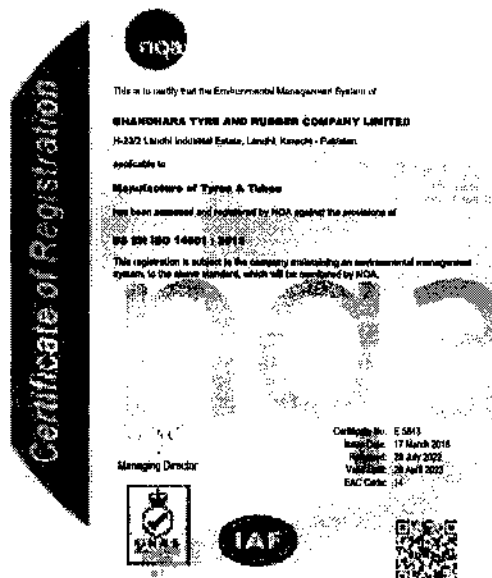 Certificate of Registration
nqa
This is to certify that the Environmental Management System of
GHANDHARA TYRE AND RUBBER COMPANY LIMITED
H-23/2 Landhi Industrial Estate, Landhi, Karachi - Pakistan
applicable to
Manufacture of Tyres & Tubes
has been assessed and registered by NQA against the provisions of
BS EN ISO 14001 : 2015
This registration is subject to the company maintaining an environmental management
system, to the above standard, which will be monitored by NQA.
nqa
Managing Director
Certificate No. E 5843
Issue Date: 17 March 2016
Reissued: 28 July 2022
Valid Until: 28 April 2023
EAC Code: 14
UKAS
IAF